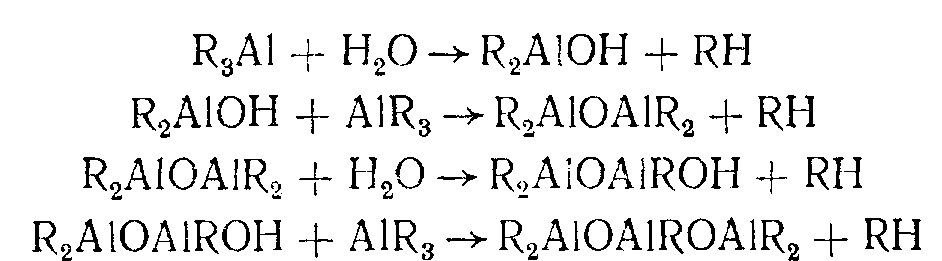 R₃Al + H₂O → R₂AlOH + RH
R₂AlOH + AlR₃ → R₂AlOAlR₂ + RH
R₂AlOAlR₂ + H₂O → R₂AlOAlROH + RH
R₂AlOAlROH + AlR₃ → R₂AlOAlROAlR₂ + RH